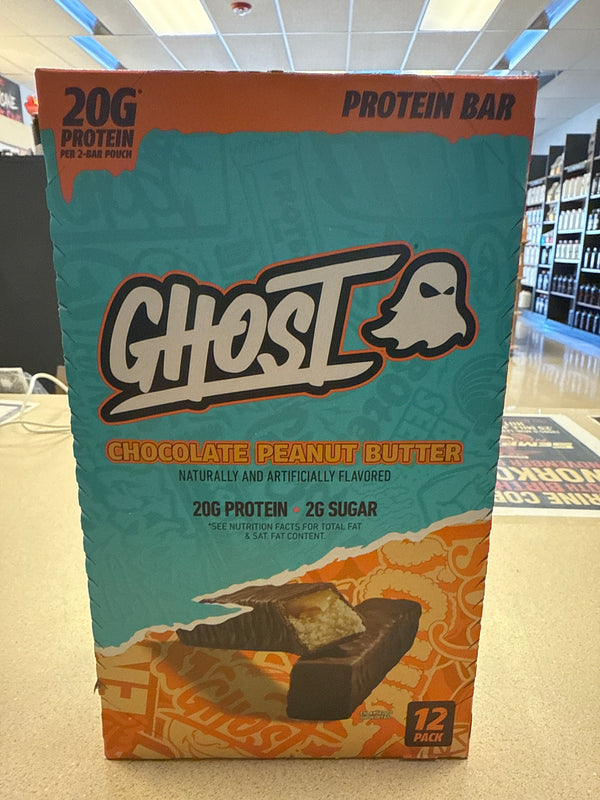 20G*
PROTEIN
PER 2-BAR POUCH
PROTEIN BAR
GHOST
CHOCOLATE PEANUT BUTTER
NATURALLY AND ARTIFICIALLY FLAVORED
20G PROTEIN • 2G SUGAR
*SEE NUTRITION FACTS FOR TOTAL FAT
& SAT. FAT CONTENT.
12
PACK